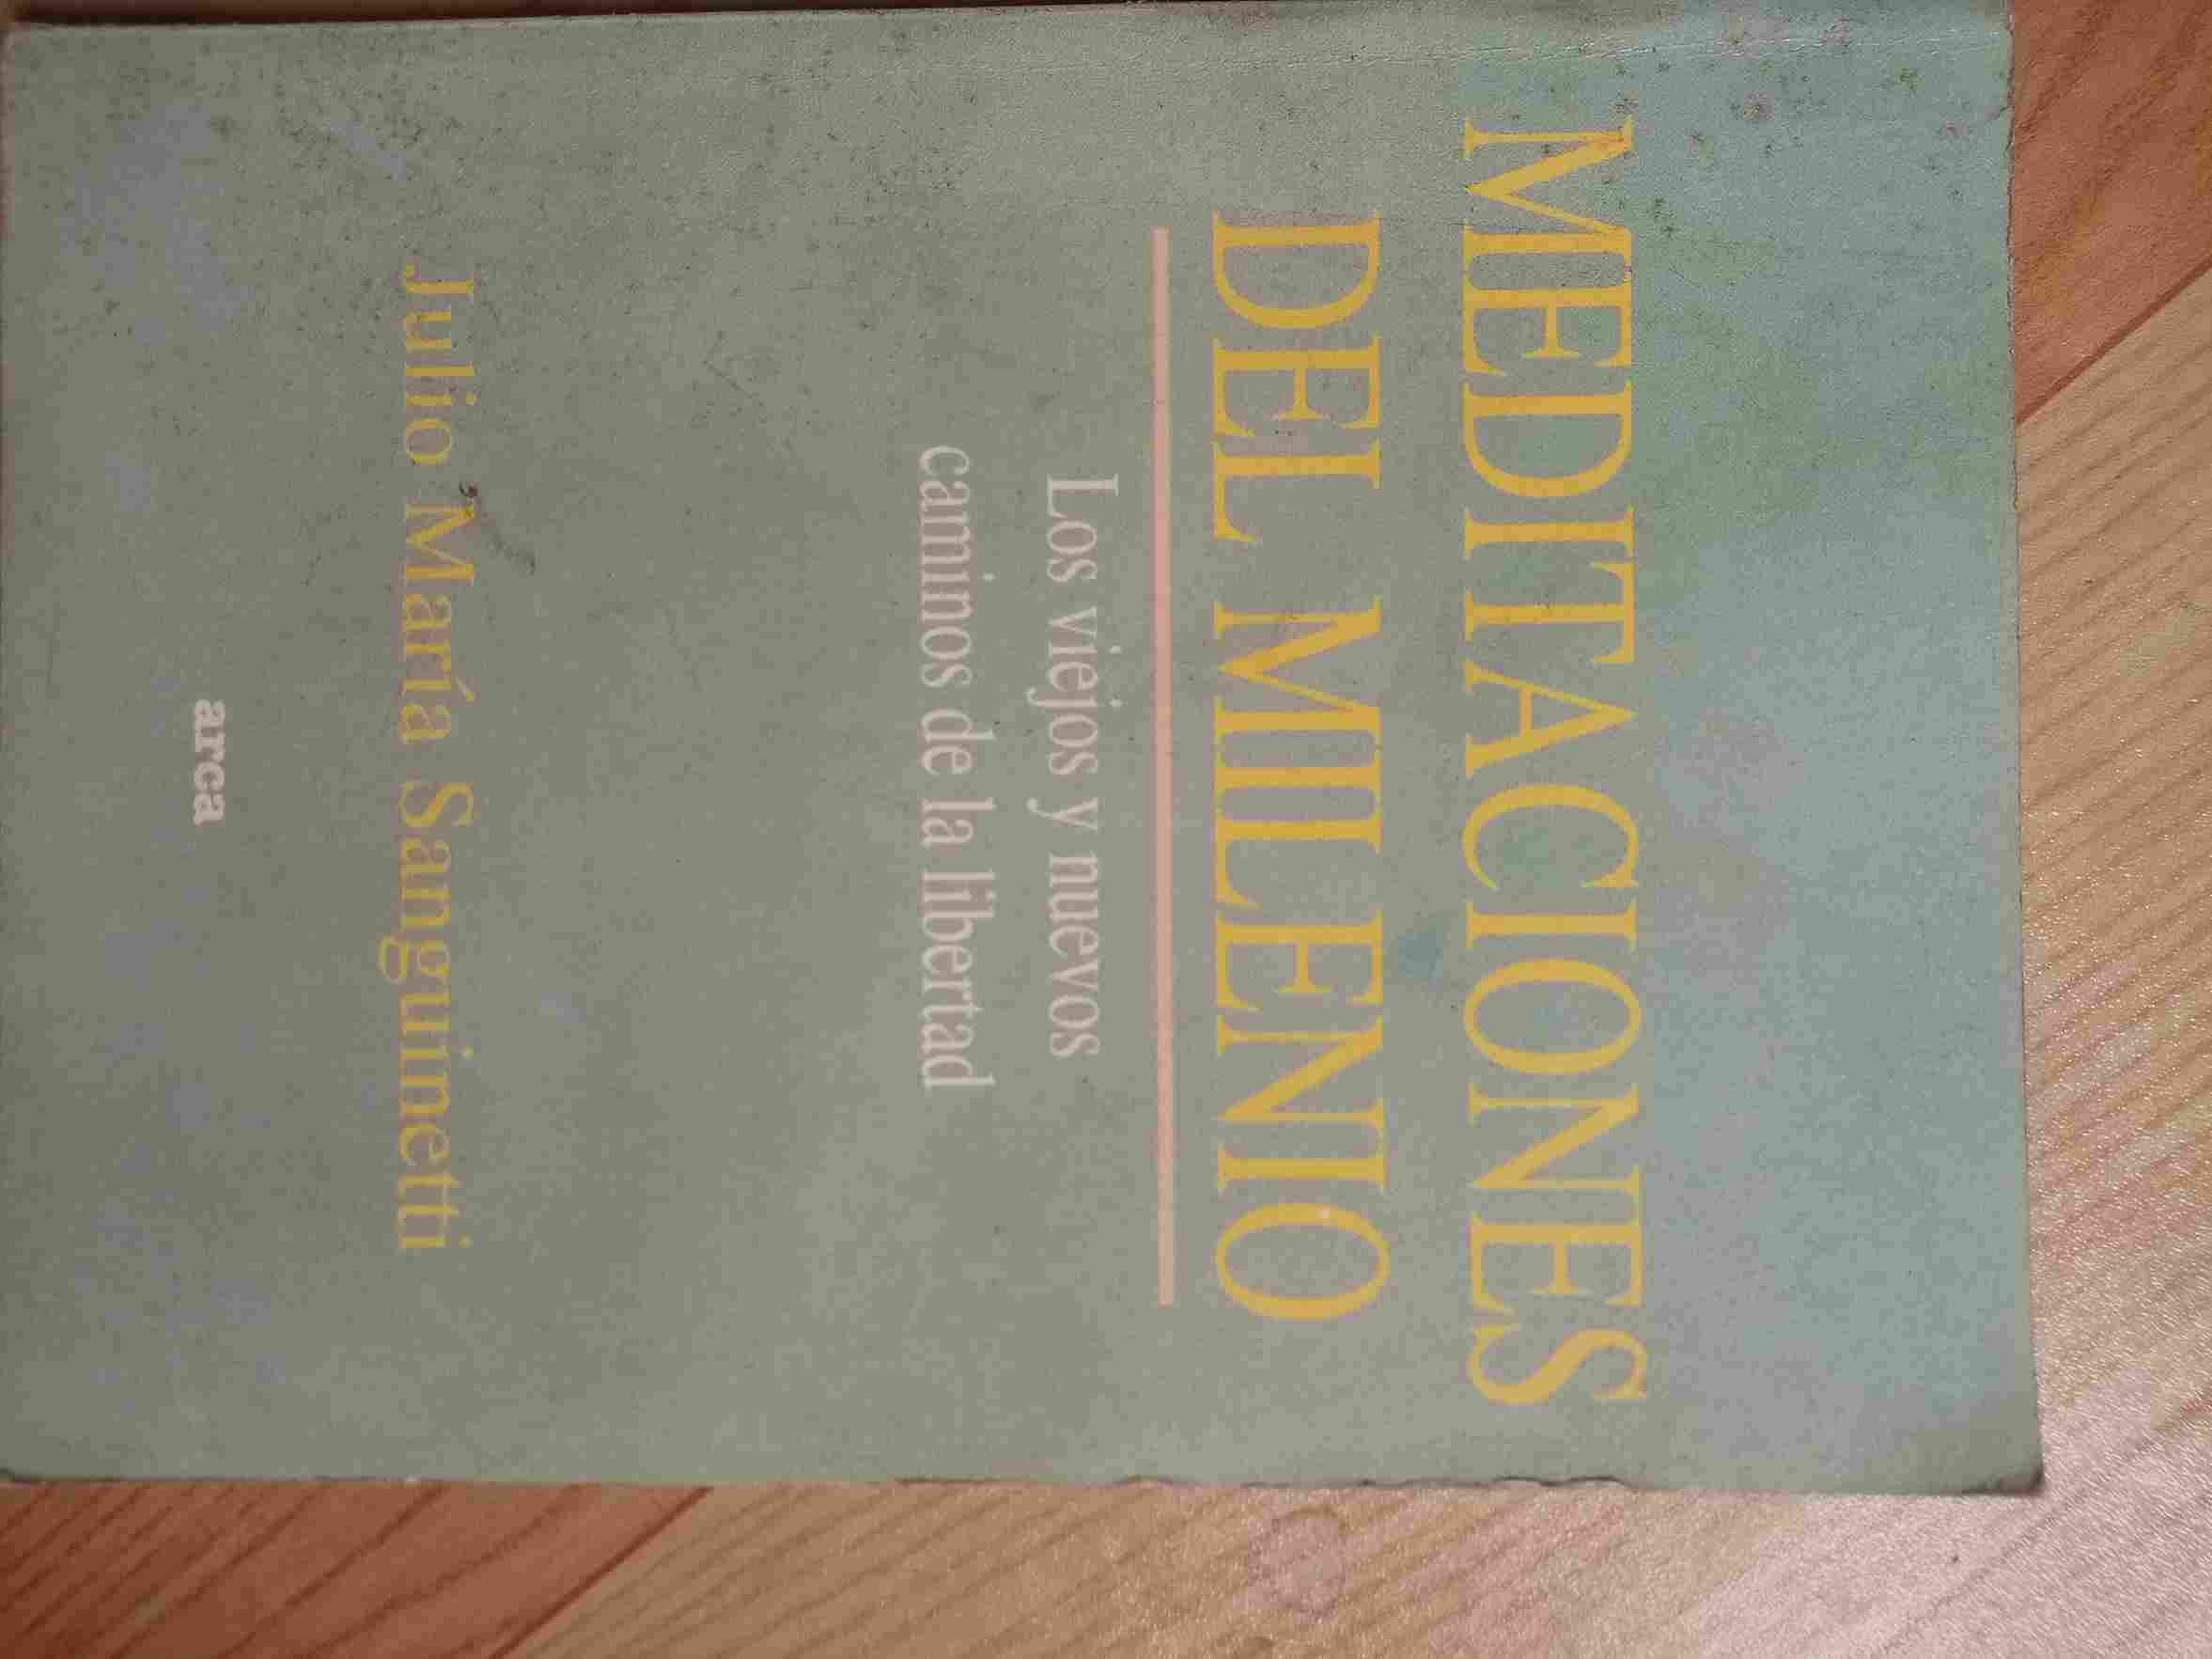 MEDITACIONES
DEL MILENIO
Los viejos y nuevos
caminos de la libertad
Julio María Sanguinetti
arca